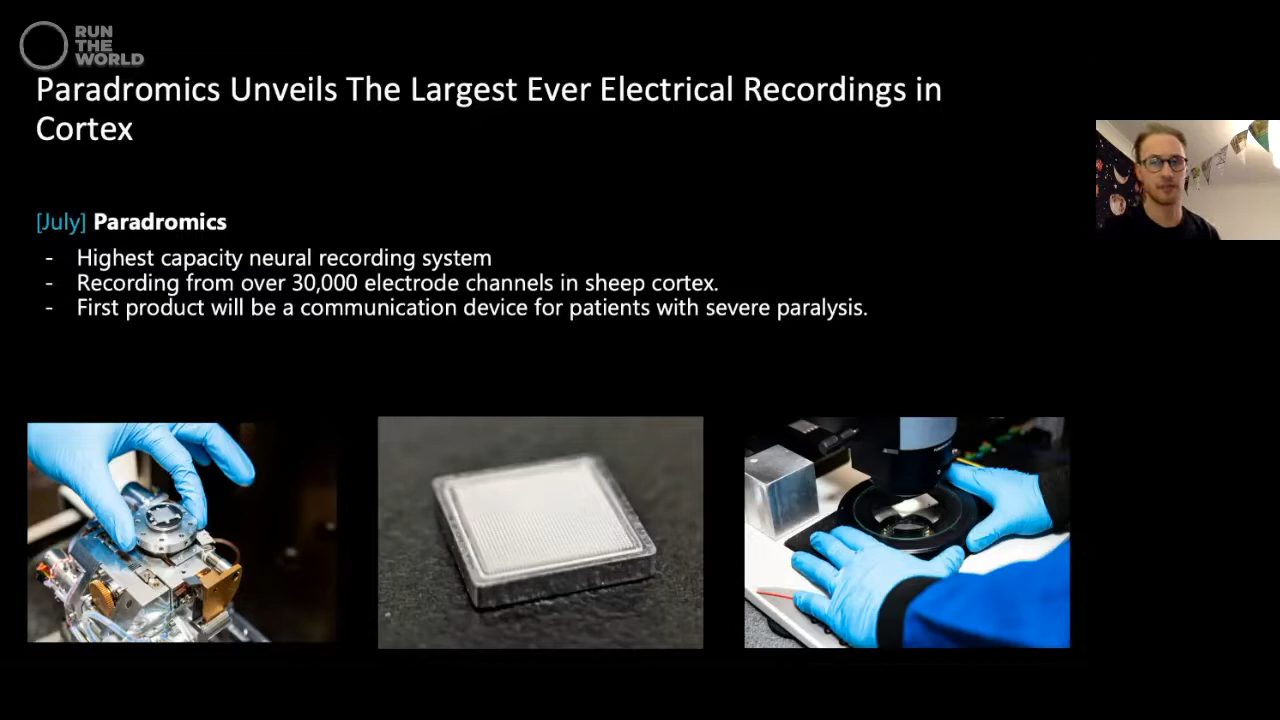 RUN
THE
WORLD
Paradromics Unveils The Largest Ever Electrical Recordings in
Cortex
[July] Paradromics
- Highest capacity neural recording system
- Recording from over 30,000 electrode channels in sheep cortex.
- First product will be a communication device for patients with severe paralysis.